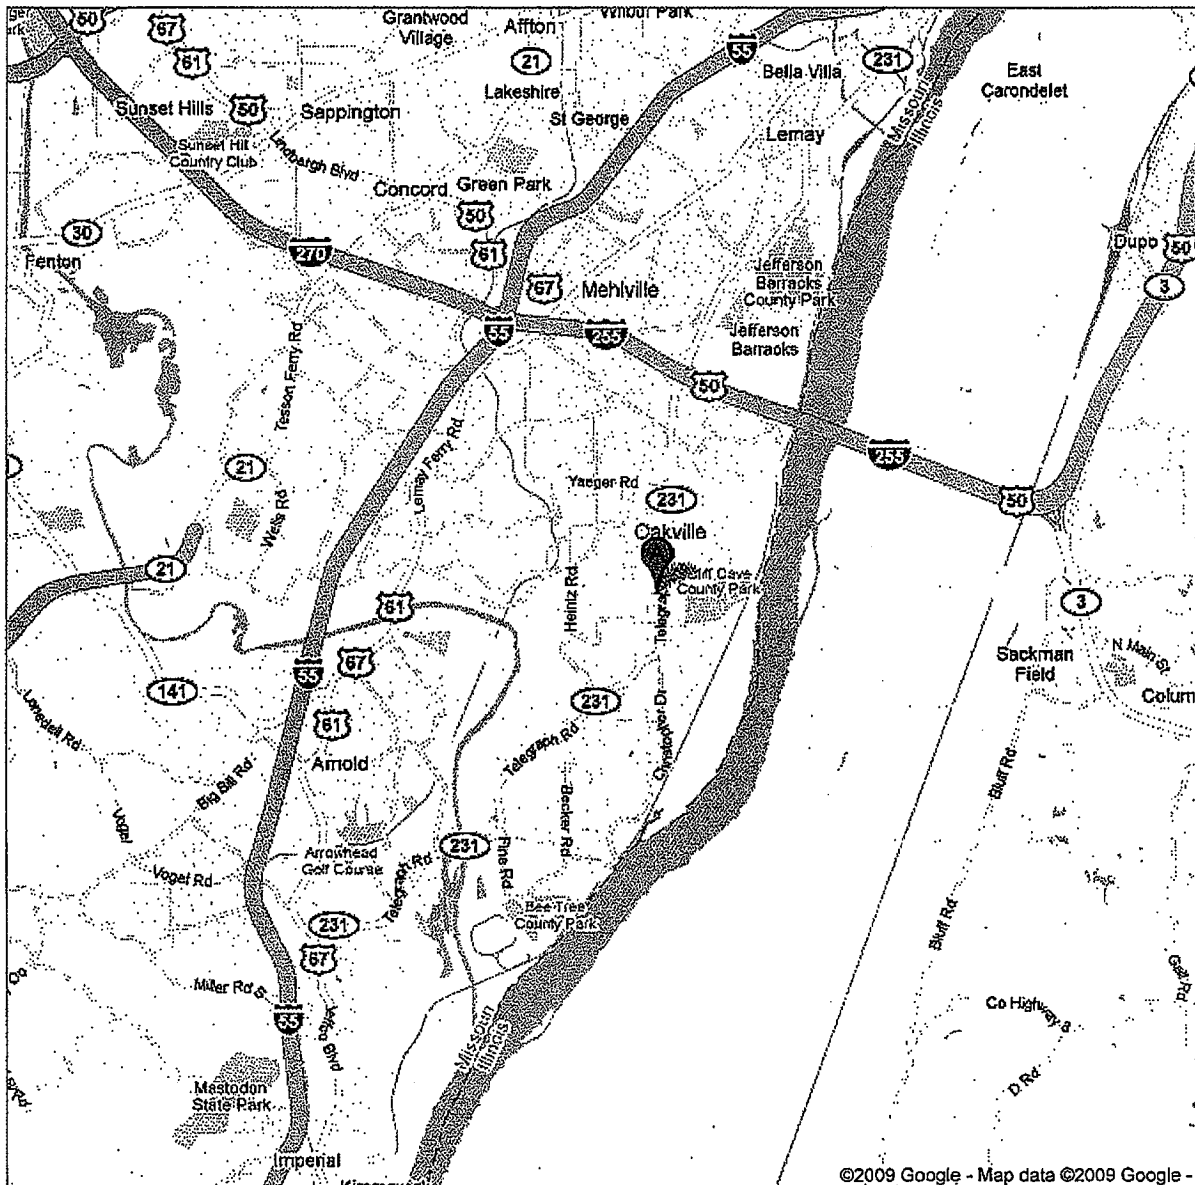 50
67
Grantwood
Village
Affton
Wilbur Park
61
21
55
Bella Villa
231
East
Carondelet
Lakeshire
Sunset Hills
50
Sappington
St George
Lemay
Missouri
Illinois
Sunset Hill
Country Club
Lindbergh Blvd
Concord
Green Park
50
30
Fenton
270
61
Dupo
50
67
Mehlville
Jefferson
Barracks
County Park
3
55
255
Jefferson
Barracks
Tesson Ferry Rd
50
Lemay Ferry Rd
255
21
Yaeger Rd
231
50
Wells Rd
Oakville
21
Heintz Rd
Cliff Cave
County Park
Telegraph
61
3
67
Sackman
Field
N Main St
55
141
231
Colum
Lonedell Rd
61
Christopher Dr
Telegraph Rd
Arnold
Big Bill Rd
Bluff Rd
Vogel
Becker Rd
Arrowhead
Golf Course
231
Pine Rd
Vogel Rd
Telegraph Rd
Bee Tree
County Park
231
Bluff Rd
67
Co
Miller Rd S
Gall Rd
55
Jeffco Blvd
Missouri
Illinois
Co Highway 8
D Rd
Mastodon
State Park
Imperial
©2009 Google - Map data ©2009 Google -